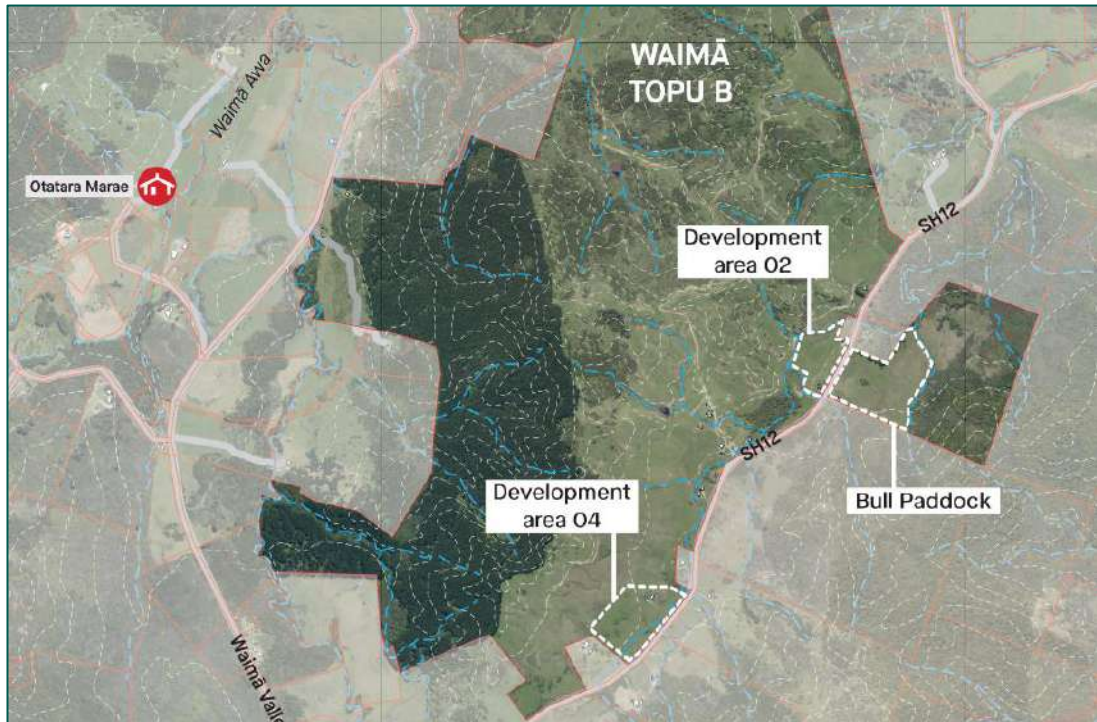 WAIMĀ
TOPU B
Waimā Awa
Otatara Marae
SH12
Development
area 02
SH12
Development
area 04
Bull Paddock
Waimā Valle